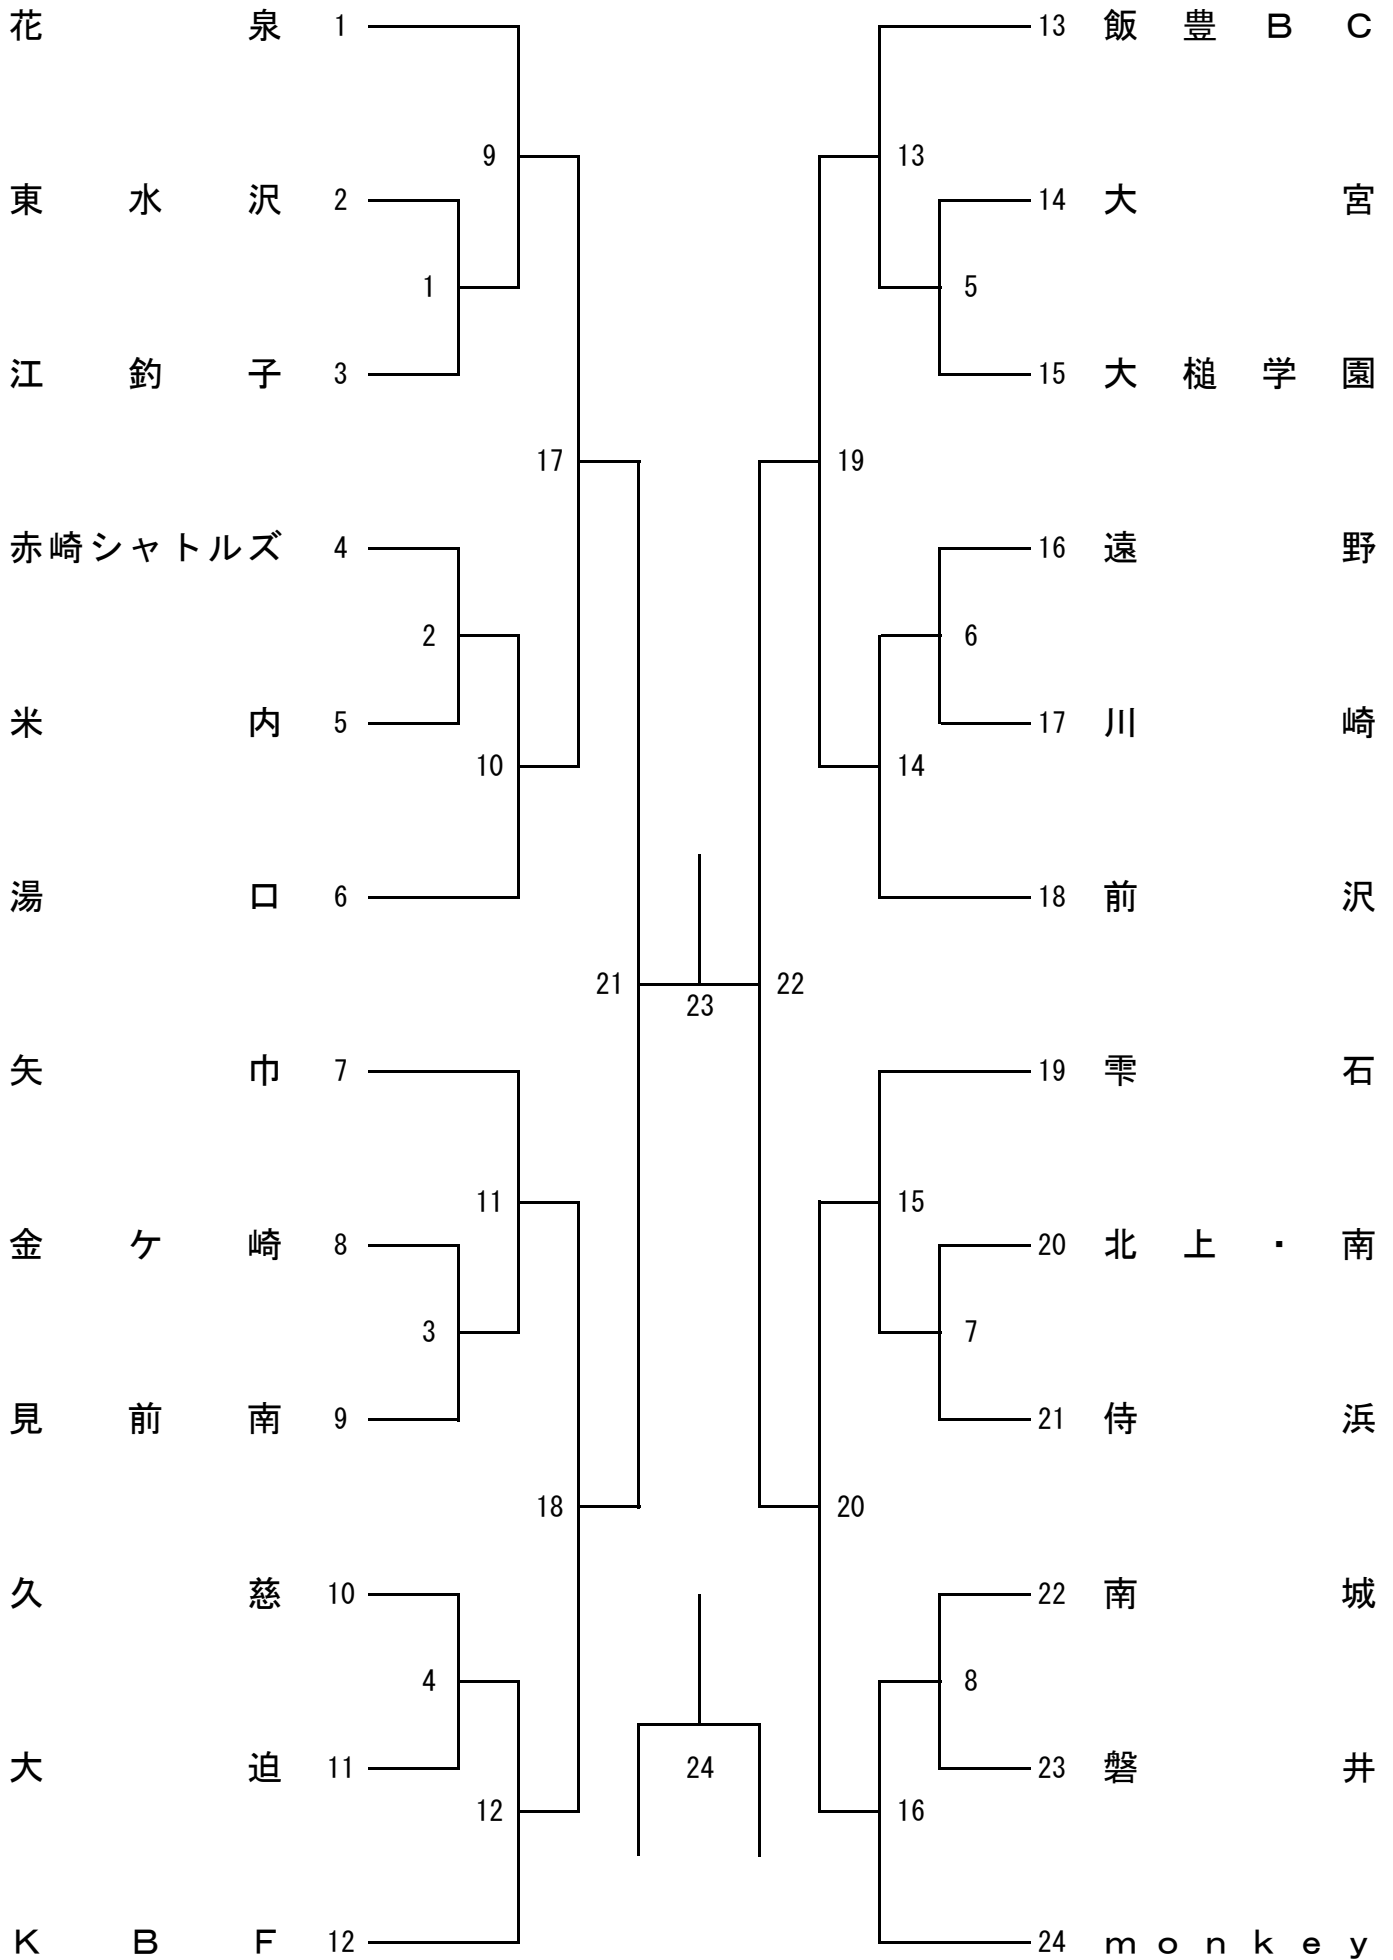 花泉 1
9
東水沢 2
1
江釣子 3
17
赤崎シャトルズ 4
2
米内 5
10
湯口 6
21
矢巾 7
11
金ケ崎 8
3
見前南 9
18
久慈 10
4
大迫 11
12
KBF 12
23
24
13 飯豊BC
13
14 大宮
5
15 大槌学園
19
16 遠野
6
17 川崎
14
18 前沢
22
19 雫石
15
20 北上・南
7
21 侍浜
20
22 南城
8
23 磐井
16
24 monkey